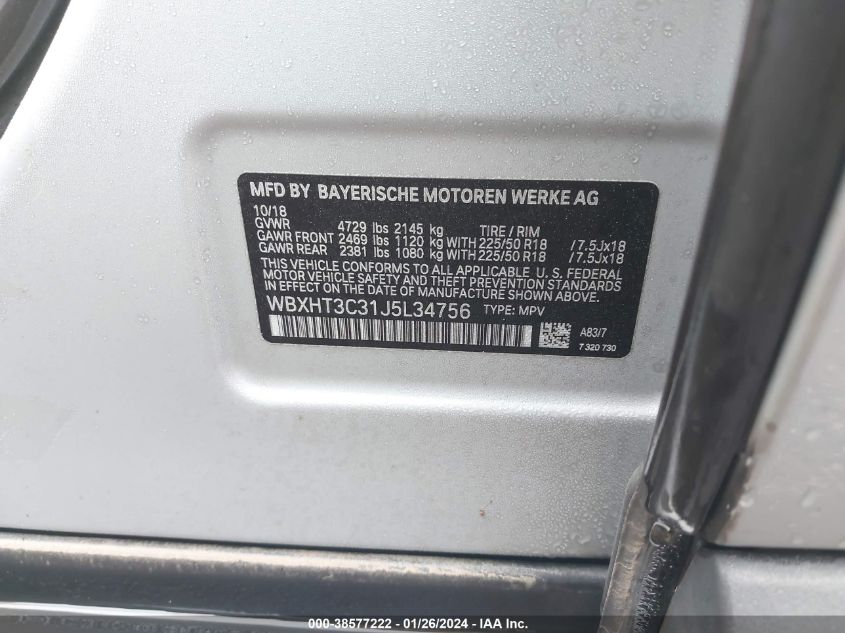 MFD BY BAYERISCHE MOTOREN WERKE AG
10/18
GVWR 4729 lbs 2145 kg TIRE / RIM
GAWR FRONT 2469 lbs 1120 kg WITH 225/50 R18 /7.5Jx18
GAWR REAR 2381 lbs 1080 kg WITH 225/50 R18 /7.5Jx18
THIS VEHICLE CONFORMS TO ALL APPLICABLE U. S. FEDERAL
MOTOR VEHICLE SAFETY AND THEFT PREVENTION STANDARDS
IN EFFECT ON THE DATE OF MANUFACTURE SHOWN ABOVE.
WBXHT3C31J5L34756 TYPE: MPV
A83/7
7 320 730
000-38577222 - 01/26/2024 - IAA Inc.